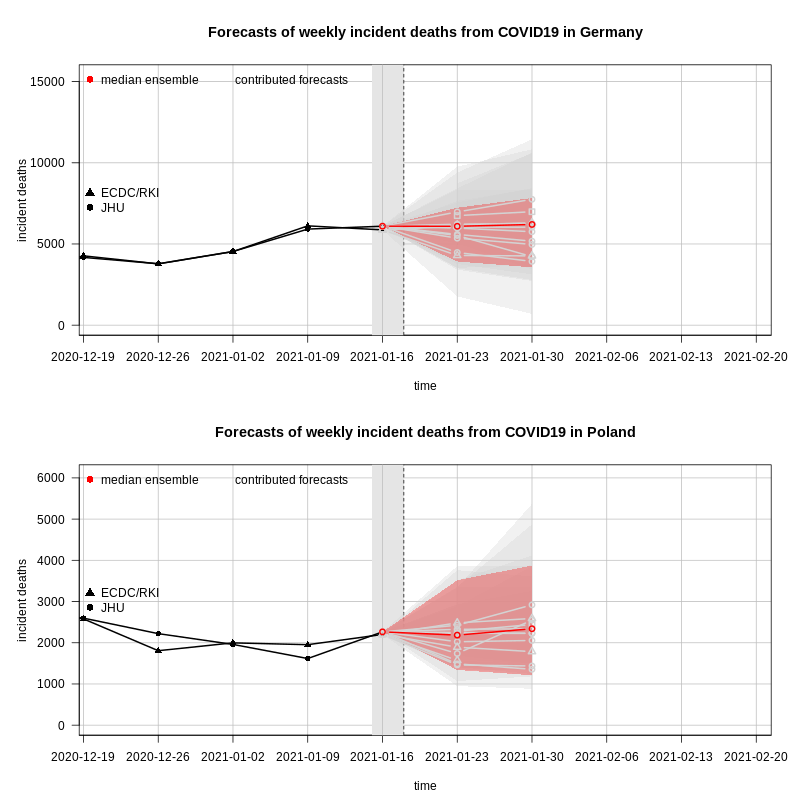 Forecasts of weekly incident deaths from COVID19 in Germany
median ensemble contributed forecasts
ECDC/RKI
JHU
15000
10000
5000
0
incident deaths
2020-12-19 2020-12-26 2021-01-02 2021-01-09 2021-01-16 2021-01-23 2021-01-30 2021-02-06 2021-02-13 2021-02-20
time
Forecasts of weekly incident deaths from COVID19 in Poland
median ensemble contributed forecasts
ECDC/RKI
JHU
6000
5000
4000
3000
2000
1000
0
incident deaths
2020-12-19 2020-12-26 2021-01-02 2021-01-09 2021-01-16 2021-01-23 2021-01-30 2021-02-06 2021-02-13 2021-02-20
time